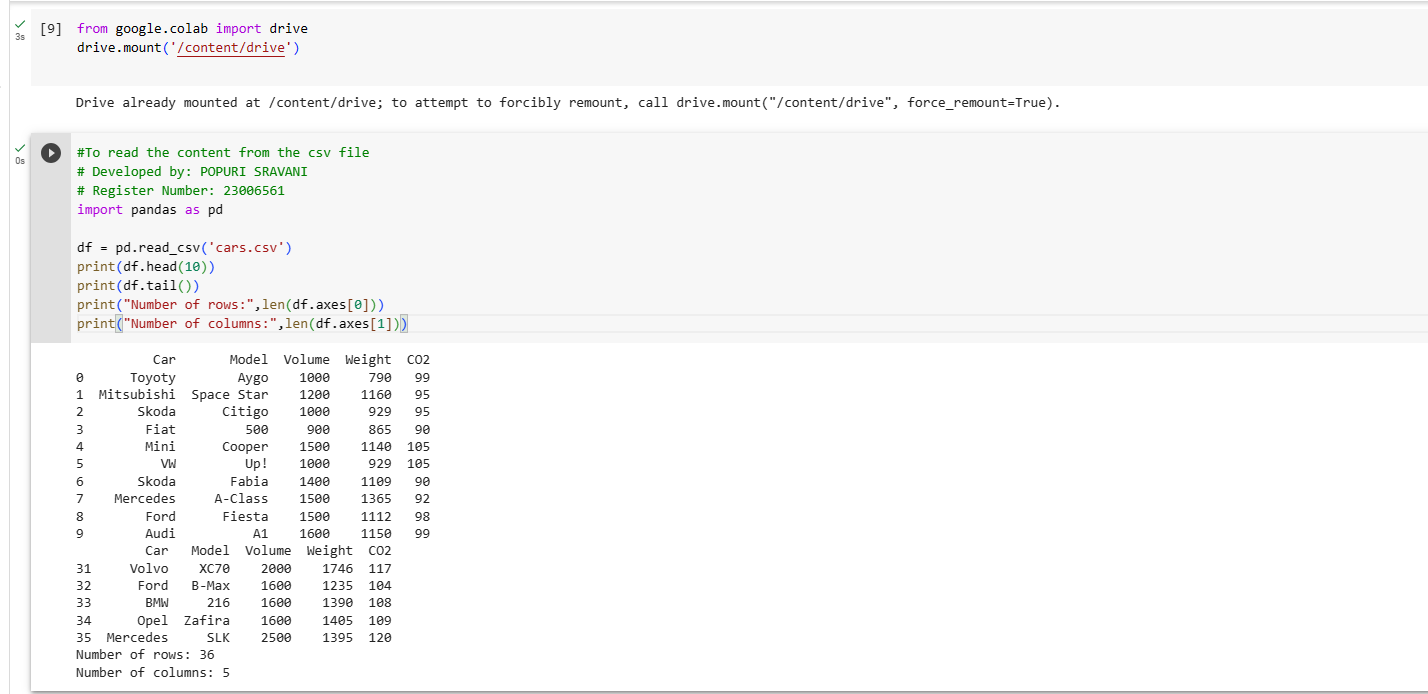 [9] from google.colab import drive
drive.mount('/content/drive')
3s
Drive already mounted at /content/drive; to attempt to forcibly remount, call drive.mount("/content/drive", force_remount=True).
0s
#To read the content from the csv file
# Developed by: POPURI SRAVANI
# Register Number: 23006561
import pandas as pd
df = pd.read_csv('cars.csv')
print(df.head(10))
print(df.tail())
print("Number of rows:",len(df.axes[0]))
print("Number of columns:",len(df.axes[1]))
Car Model Volume Weight CO2
0 Toyoty Aygo 1000 790 99
1 Mitsubishi Space Star 1200 1160 95
2 Skoda Citigo 1000 929 95
3 Fiat 500 900 865 90
4 Mini Cooper 1500 1140 105
5 VW Up! 1000 929 105
6 Skoda Fabia 1400 1109 90
7 Mercedes A-Class 1500 1365 92
8 Ford Fiesta 1500 1112 98
9 Audi A1 1600 1150 99
Car Model Volume Weight CO2
31 Volvo XC70 2000 1746 117
32 Ford B-Max 1600 1235 104
33 BMW 216 1600 1390 108
34 Opel Zafira 1600 1405 109
35 Mercedes SLK 2500 1395 120
Number of rows: 36
Number of columns: 5